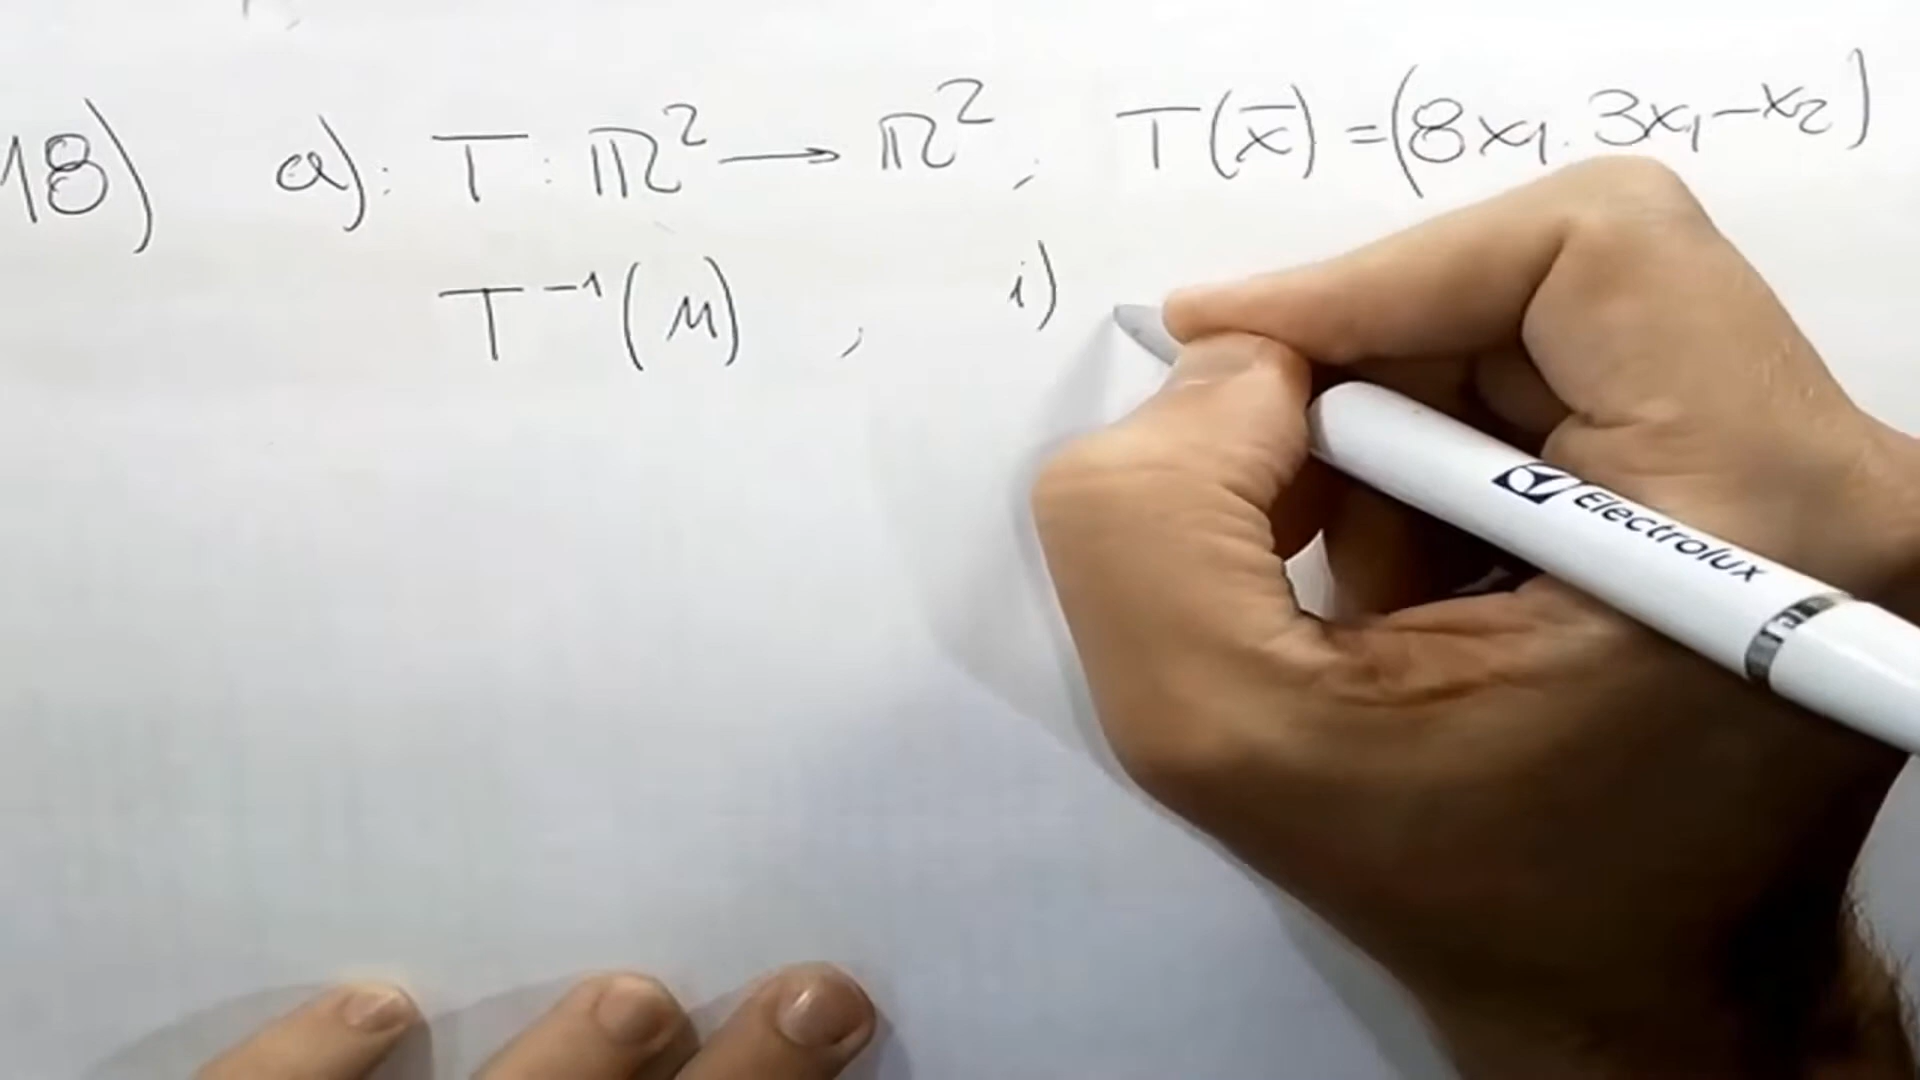 18) a): T: ℝ² → ℝ², T(x̄) = (8x₁. 3x₁-x₂)
T⁻¹(M) , i)
Electrolux